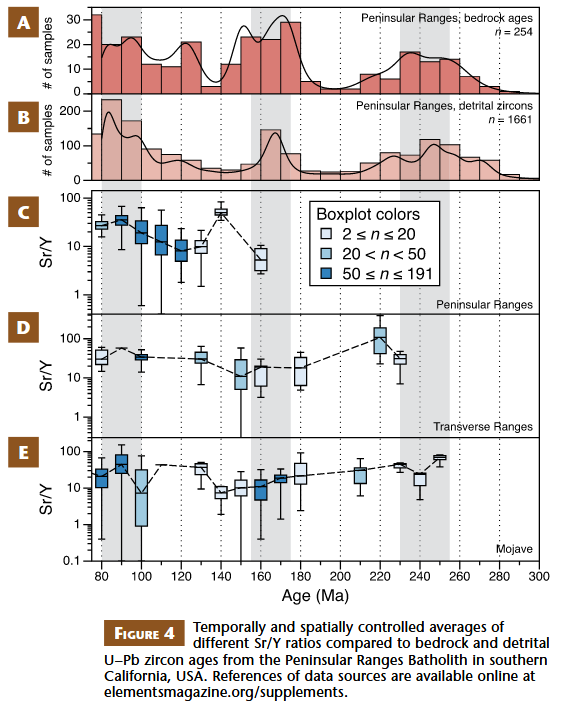 A
# of samples
30
20
10
0
Peninsular Ranges, bedrock ages
n = 254
B
# of samples
200
100
0
Peninsular Ranges, detrital zircons
n = 1661
C
Sr/Y
100
10
1
Boxplot colors
2 ≤ n ≤ 20
20 < n < 50
50 ≤ n ≤ 191
Peninsular Ranges
D
Sr/Y
100
10
1
Transverse Ranges
E
Sr/Y
100
10
1
0.1
Mojave
80 100 120 140 160 180 200 220 240 260 280 300
Age (Ma)
FIGURE 4 Temporally and spatially controlled averages of
different Sr/Y ratios compared to bedrock and detrital
U–Pb zircon ages from the Peninsular Ranges Batholith in southern
California, USA. References of data sources are available online at
elementsmagazine.org/supplements.